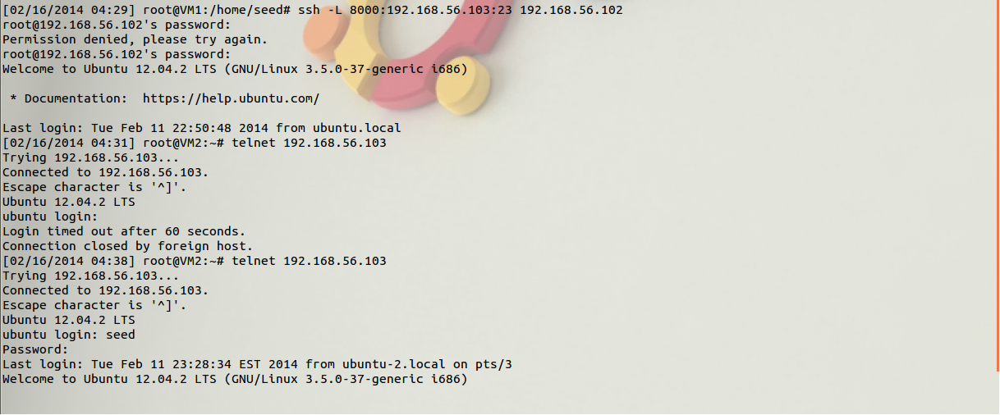 [02/16/2014 04:29] root@VM1:/home/seed# ssh -L 8000:192.168.56.103:23 192.168.56.102
root@192.168.56.102's password:
Permission denied, please try again.
root@192.168.56.102's password:
Welcome to Ubuntu 12.04.2 LTS (GNU/Linux 3.5.0-37-generic i686)
* Documentation:  https://help.ubuntu.com/
Last login: Tue Feb 11 22:50:48 2014 from ubuntu.local
[02/16/2014 04:31] root@VM2:~# telnet 192.168.56.103
Trying 192.168.56.103...
Connected to 192.168.56.103.
Escape character is '^]'.
Ubuntu 12.04.2 LTS
ubuntu login:
Login timed out after 60 seconds.
Connection closed by foreign host.
[02/16/2014 04:38] root@VM2:~# telnet 192.168.56.103
Trying 192.168.56.103...
Connected to 192.168.56.103.
Escape character is '^]'.
Ubuntu 12.04.2 LTS
ubuntu login: seed
Password:
Last login: Tue Feb 11 23:28:34 EST 2014 from ubuntu-2.local on pts/3
Welcome to Ubuntu 12.04.2 LTS (GNU/Linux 3.5.0-37-generic i686)